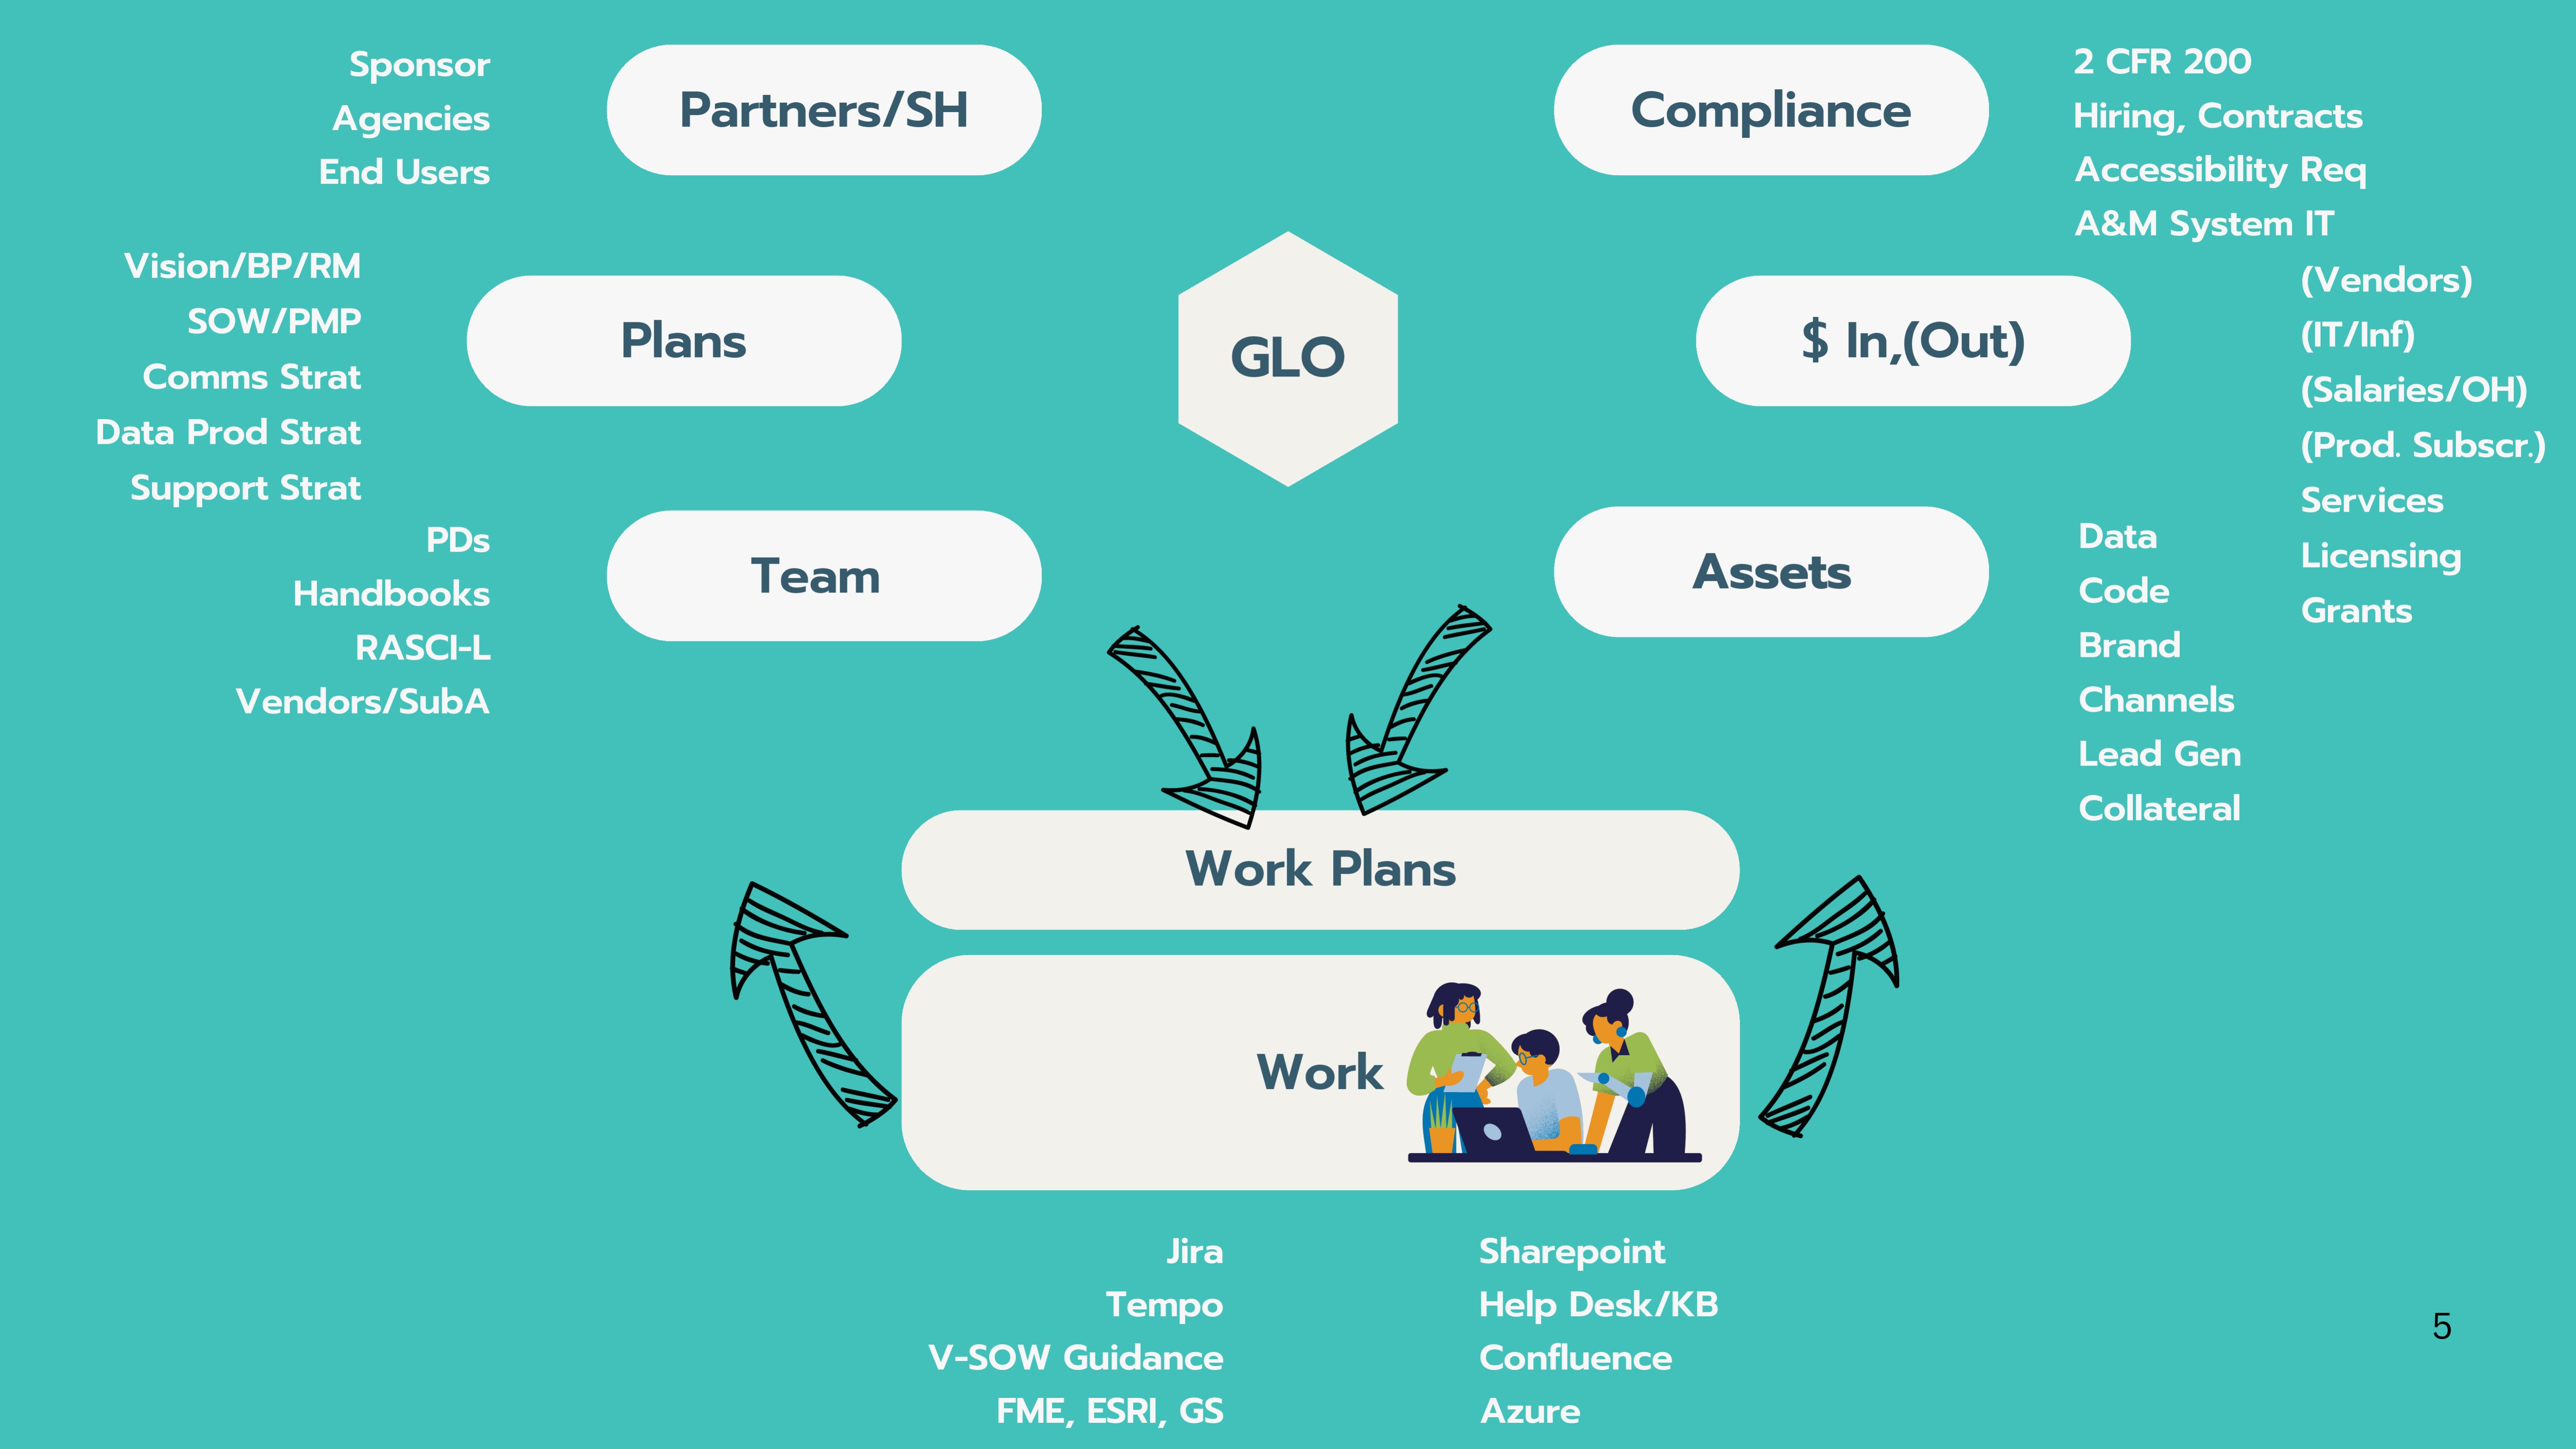 Sponsor
Agencies
End Users
Partners/SH
Vision/BP/RM
SOW/PMP
Comms Strat
Data Prod Strat
Support Strat
Plans
PDs
Handbooks
RASCI-L
Vendors/SubA
Team
GLO
Compliance
2 CFR 200
Hiring, Contracts
Accessibility Req
A&M System IT
$ In,(Out)
(Vendors)
(IT/Inf)
(Salaries/OH)
(Prod. Subscr.)
Services
Licensing
Grants
Assets
Data
Code
Brand
Channels
Lead Gen
Collateral
Work Plans
Work
Jira
Tempo
V-SOW Guidance
FME, ESRI, GS
Sharepoint
Help Desk/KB
Confluence
Azure
5